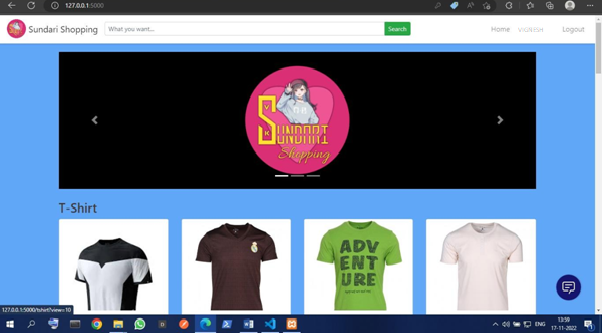 127.0.0.1:5000
Sundari Shopping
What you want...
Search
Home
VIGNESH
Logout
V
K
SUNDARI
Shopping
T-Shirt
ADV
ENT
URE
127.0.0.1:5000/tshirt?view=10
ENG
13:59
17-11-2022